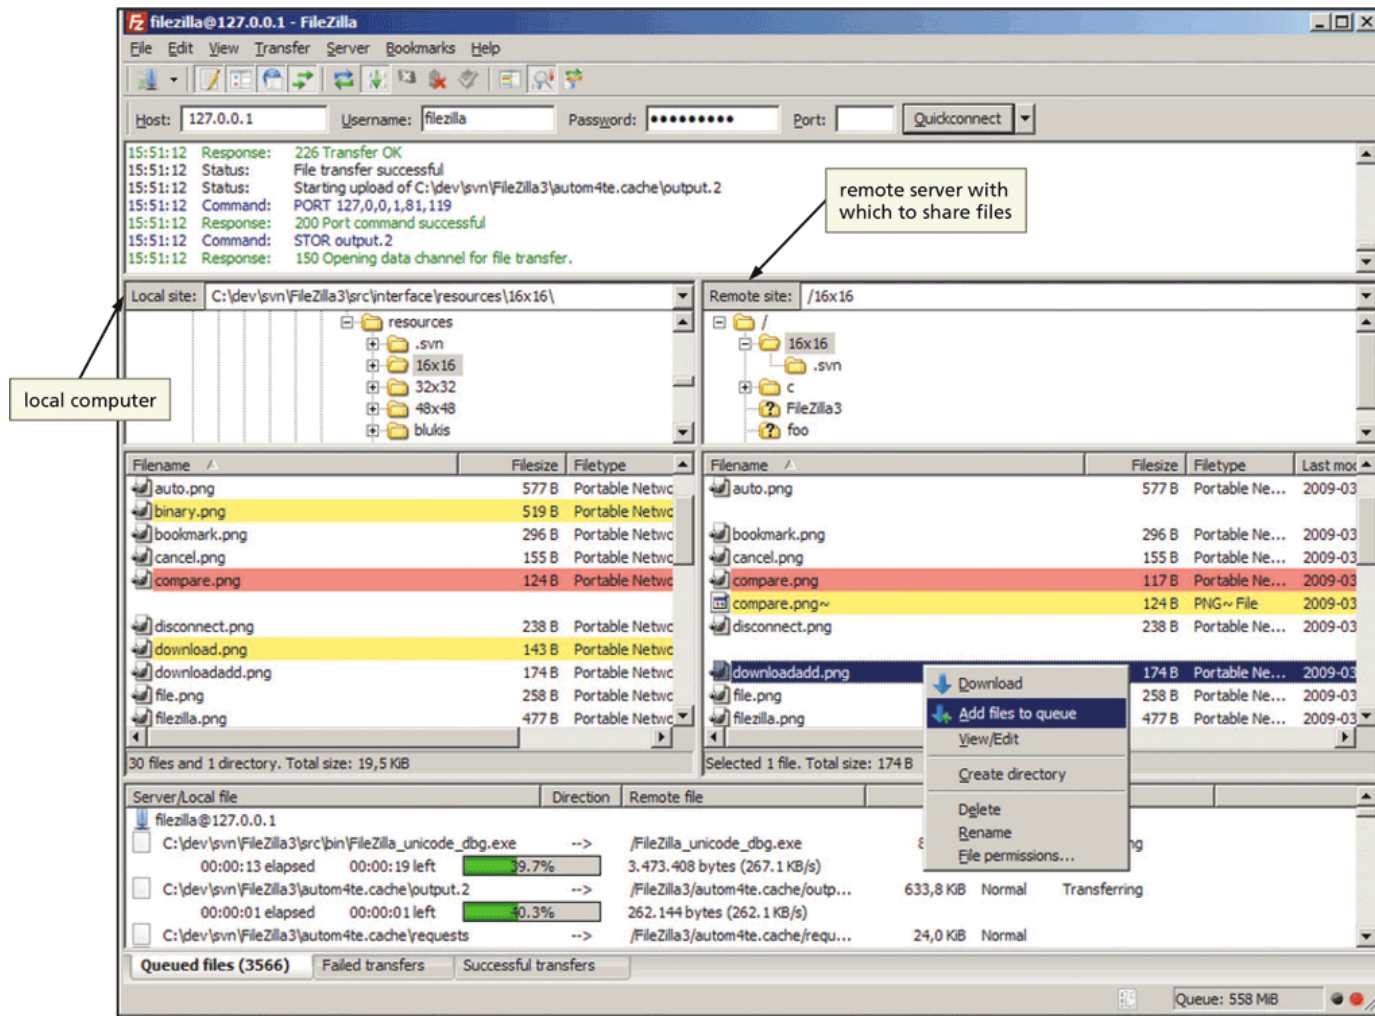 filezilla@127.0.0.1 - FileZilla
File Edit View Transfer Server Bookmarks Help
Host: 127.0.0.1 Username: filezilla Password: ●●●●●●●●● Port: Quickconnect
15:51:12 Response: 226 Transfer OK
15:51:12 Status: File transfer successful
15:51:12 Status: Starting upload of C:\dev\svn\FileZilla3\autom4te.cache\output.2
15:51:12 Command: PORT 127,0,0,1,81,119
15:51:12 Response: 200 Port command successful
15:51:12 Command: STOR output.2
15:51:12 Response: 150 Opening data channel for file transfer.
remote server with
which to share files
local computer
Local site: C:\dev\svn\FileZilla3\src\interface\resources\16x16\
resources
.svn
16x16
32x32
48x48
blukis
Remote site: /16x16
/
16x16
.svn
c
FileZilla3
foo
Filename Filesize Filetype
auto.png 577 B Portable Netwo
binary.png 519 B Portable Netwo
bookmark.png 296 B Portable Netwo
cancel.png 155 B Portable Netwo
compare.png 124 B Portable Netwo
disconnect.png 238 B Portable Netwo
download.png 143 B Portable Netwo
downloadadd.png 174 B Portable Netwo
file.png 258 B Portable Netwo
filezilla.png 477 B Portable Netwo
30 files and 1 directory. Total size: 19,5 KiB
Filename Filesize Filetype Last moc
auto.png 577 B Portable Ne... 2009-03
bookmark.png 296 B Portable Ne... 2009-03
cancel.png 155 B Portable Ne... 2009-03
compare.png 117 B Portable Ne... 2009-03
compare.png~ 124 B PNG~ File 2009-03
disconnect.png 238 B Portable Ne... 2009-03
downloadadd.png 174 B Portable Ne... 2009-03
file.png 258 B Portable Ne... 2009-03
filezilla.png 477 B Portable Ne... 2009-03
Selected 1 file. Total size: 174 B
Download
Add files to queue
View/Edit
Create directory
Delete
Rename
File permissions...
Server/Local file Direction Remote file
filezilla@127.0.0.1
C:\dev\svn\FileZilla3\src\bin\FileZilla_unicode_dbg.exe --> /FileZilla_unicode_dbg.exe
00:00:13 elapsed 00:00:19 left 39.7% 3.473.408 bytes (267.1 KB/s)
C:\dev\svn\FileZilla3\autom4te.cache\output.2 --> /FileZilla3/autom4te.cache/outp... 633,8 KiB Normal Transferring
00:00:01 elapsed 00:00:01 left 40.3% 262.144 bytes (262.1 KB/s)
C:\dev\svn\FileZilla3\autom4te.cache\requests --> /FileZilla3/autom4te.cache/requ... 24,0 KiB Normal
Queued files (3566) Failed transfers Successful transfers
Queue: 558 MiB